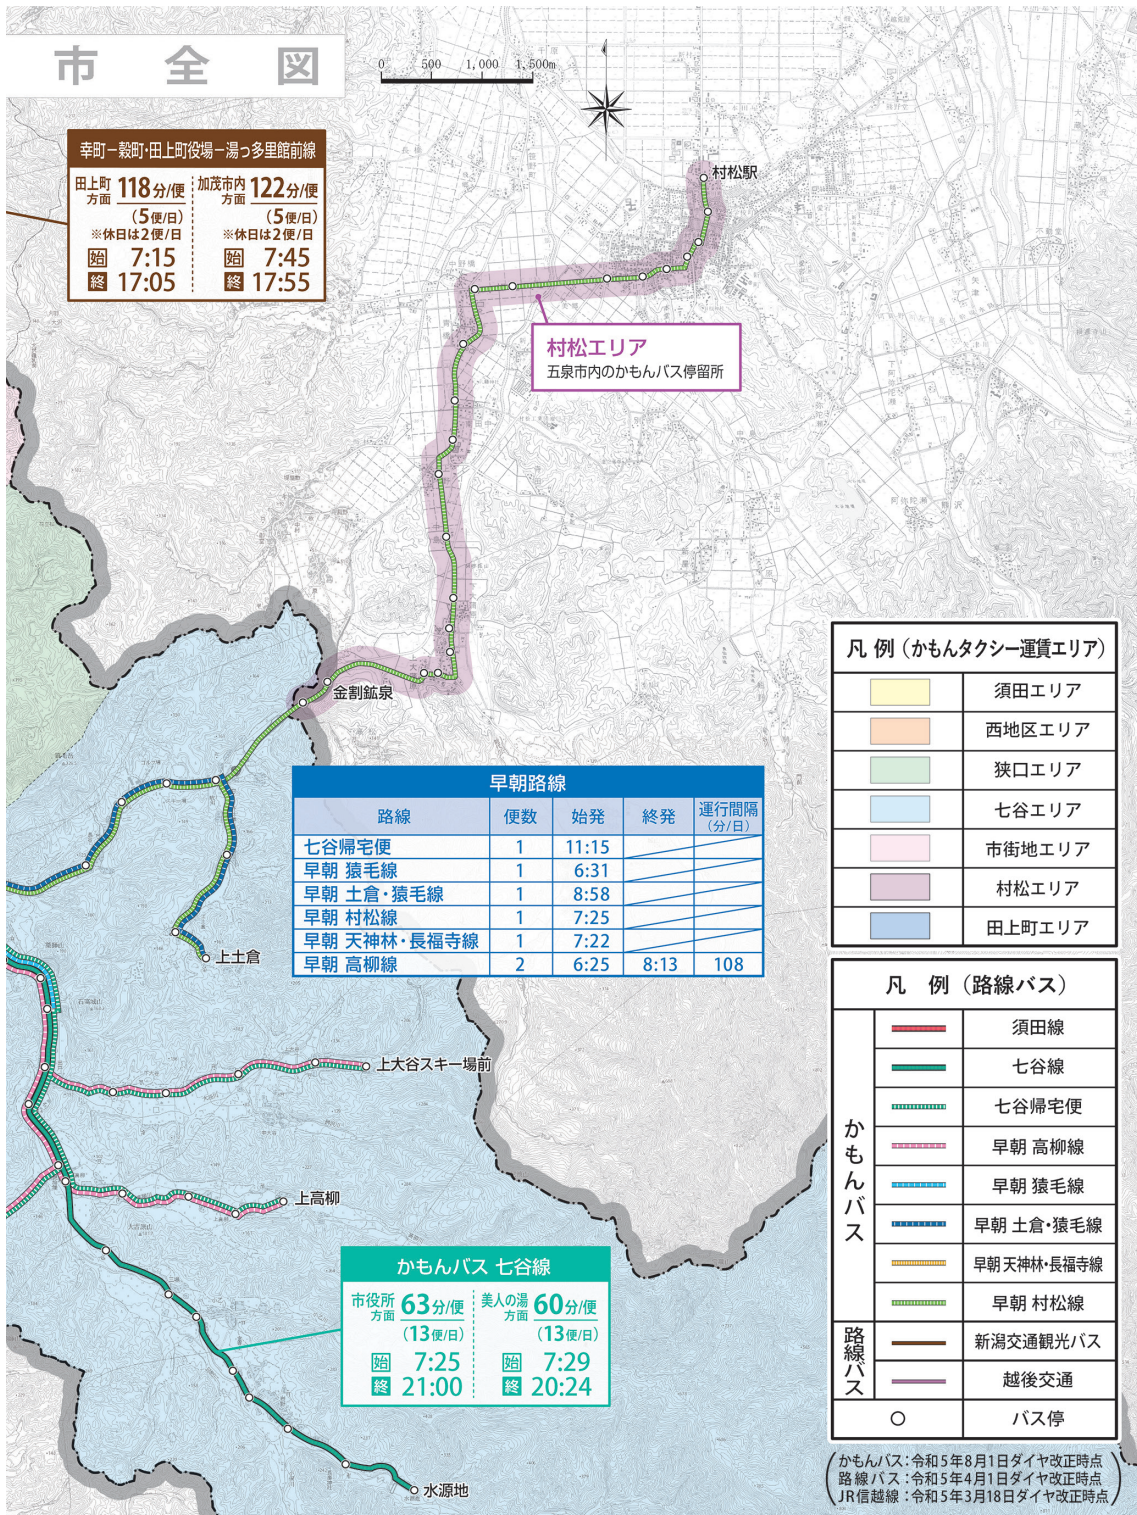 市全図
0 500 1,000 1,500m
幸町－穀町・田上町役場－湯っ多里館前線
田上町方面 118分/便
(5便/日)
※休日は2便/日
始 7:15
終 17:05
加茂市内方面 122分/便
(5便/日)
※休日は2便/日
始 7:45
終 17:55
村松駅
村松エリア
五泉市内のかもんバス停留所
金割鉱泉
凡例（かもんタクシー運賃エリア）
須田エリア
西地区エリア
狭口エリア
七谷エリア
市街地エリア
村松エリア
田上町エリア
早朝路線
路線 便数 始発 終発 運行間隔（分/日）
七谷帰宅便 1 11:15
早朝 猿毛線 1 6:31
早朝 土倉・猿毛線 1 8:58
早朝 村松線 1 7:25
早朝 天神林・長福寺線 1 7:22
早朝 高柳線 2 6:25 8:13 108
上土倉
上大谷スキー場前
上高柳
かもんバス 七谷線
市役所方面 63分/便
(13便/日)
始 7:25
終 21:00
美人の湯方面 60分/便
(13便/日)
始 7:29
終 20:24
水源地
凡 例（路線バス）
かもんバス
須田線
七谷線
七谷帰宅便
早朝 高柳線
早朝 猿毛線
早朝 土倉・猿毛線
早朝 天神林・長福寺線
早朝 村松線
路線バス
新潟交通観光バス
越後交通
バス停
かもんバス：令和5年8月1日ダイヤ改正時点
路線バス：令和5年4月1日ダイヤ改正時点
JR信越線：令和5年3月18日ダイヤ改正時点